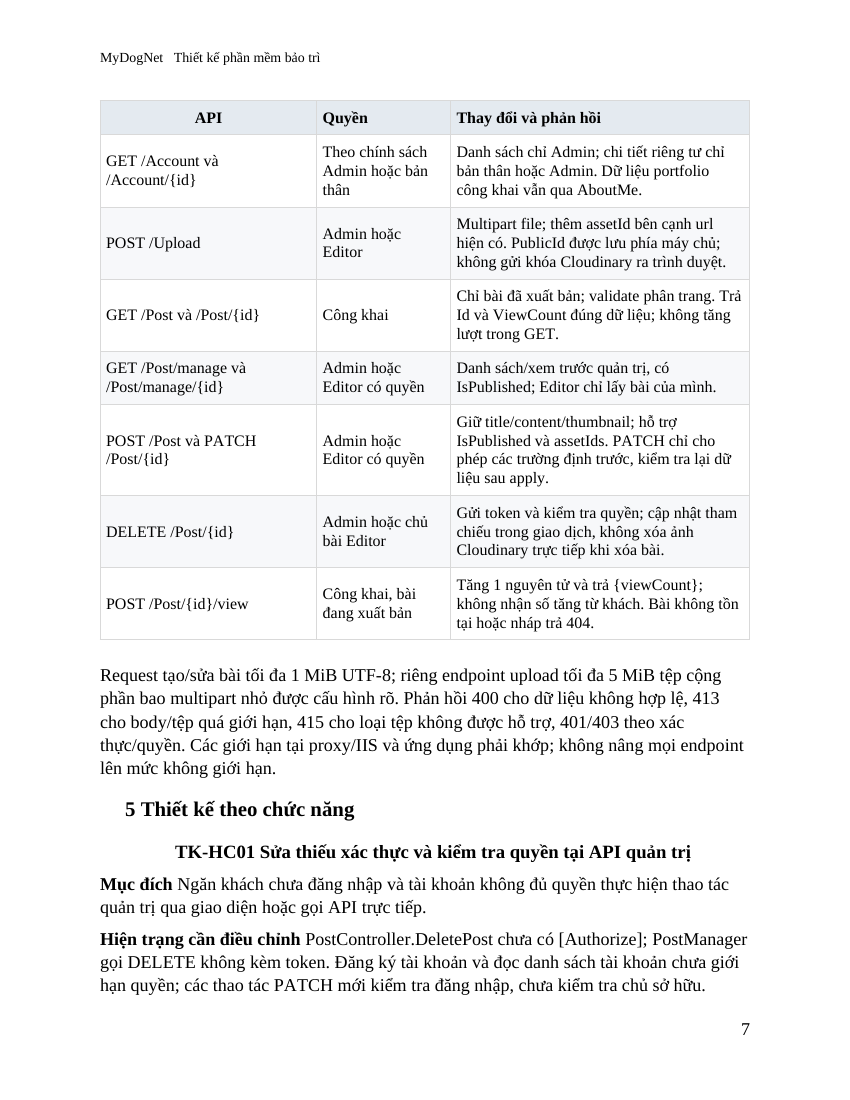 MyDogNet Thiết kế phần mềm bảo trì
API
Quyền
Thay đổi và phản hồi
GET /Account và
/Account/{id}
Theo chính sách
Admin hoặc bản
thân
Danh sách chỉ Admin; chi tiết riêng tư chỉ
bản thân hoặc Admin. Dữ liệu portfolio
công khai vẫn qua AboutMe.
POST /Upload
Admin hoặc
Editor
Multipart file; thêm assetId bên cạnh url
hiện có. PublicId được lưu phía máy chủ;
không gửi khóa Cloudinary ra trình duyệt.
GET /Post và /Post/{id}
Công khai
Chỉ bài đã xuất bản; validate phân trang. Trả
Id và ViewCount đúng dữ liệu; không tăng
lượt trong GET.
GET /Post/manage và
/Post/manage/{id}
Admin hoặc
Editor có quyền
Danh sách/xem trước quản trị, có
IsPublished; Editor chỉ lấy bài của mình.
POST /Post và PATCH
/Post/{id}
Admin hoặc
Editor có quyền
Giữ title/content/thumbnail; hỗ trợ
IsPublished và assetIds. PATCH chỉ cho
phép các trường định trước, kiểm tra lại dữ
liệu sau apply.
DELETE /Post/{id}
Admin hoặc chủ
bài Editor
Gửi token và kiểm tra quyền; cập nhật tham
chiếu trong giao dịch, không xóa ảnh
Cloudinary trực tiếp khi xóa bài.
POST /Post/{id}/view
Công khai, bài
đang xuất bản
Tăng 1 nguyên tử và trả {viewCount};
không nhận số tăng từ khách. Bài không tồn
tại hoặc nháp trả 404.
Request tạo/sửa bài tối đa 1 MiB UTF-8; riêng endpoint upload tối đa 5 MiB tệp cộng
phần bao multipart nhỏ được cấu hình rõ. Phản hồi 400 cho dữ liệu không hợp lệ, 413
cho body/tệp quá giới hạn, 415 cho loại tệp không được hỗ trợ, 401/403 theo xác
thực/quyền. Các giới hạn tại proxy/IIS và ứng dụng phải khớp; không nâng mọi endpoint
lên mức không giới hạn.
5 Thiết kế theo chức năng
TK-HC01 Sửa thiếu xác thực và kiểm tra quyền tại API quản trị
Mục đích Ngăn khách chưa đăng nhập và tài khoản không đủ quyền thực hiện thao tác
quản trị qua giao diện hoặc gọi API trực tiếp.
Hiện trạng cần điều chỉnh PostController.DeletePost chưa có [Authorize]; PostManager
gọi DELETE không kèm token. Đăng ký tài khoản và đọc danh sách tài khoản chưa giới
hạn quyền; các thao tác PATCH mới kiểm tra đăng nhập, chưa kiểm tra chủ sở hữu.
7